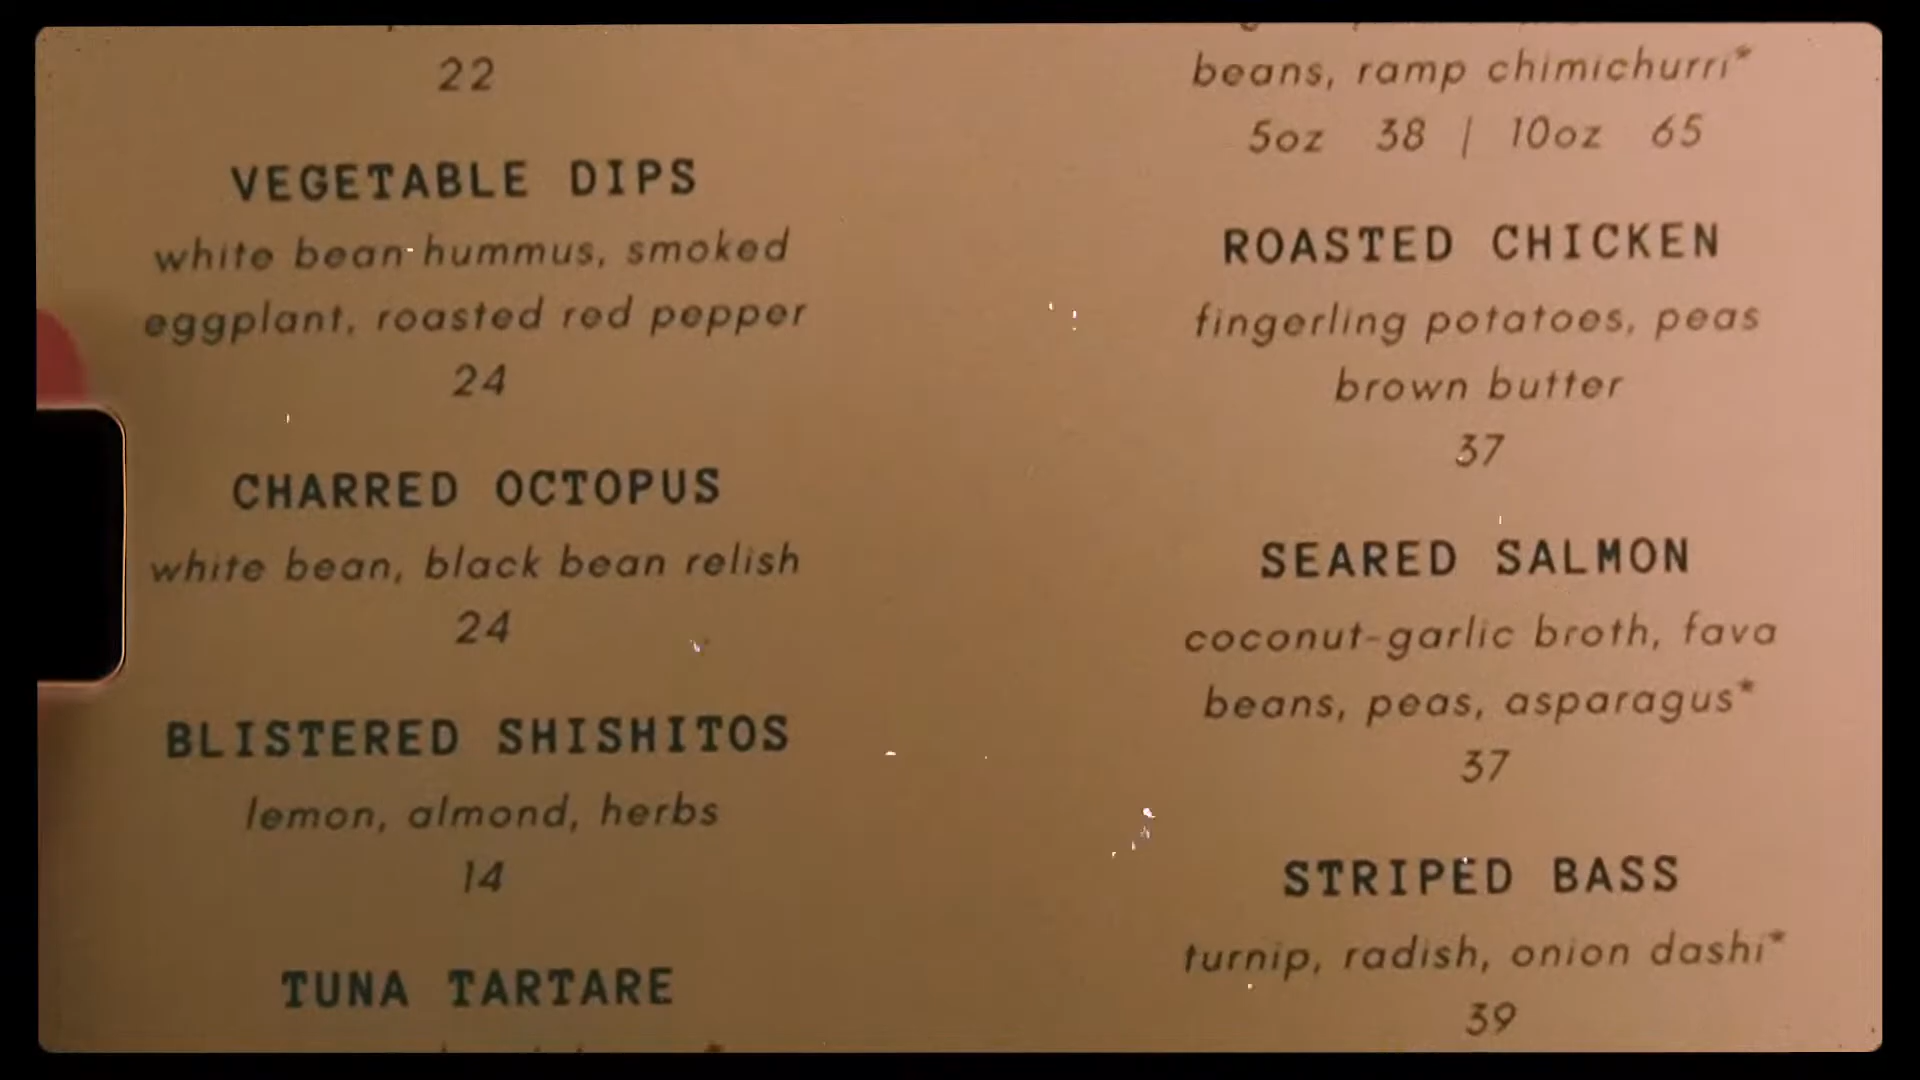 22
VEGETABLE DIPS
white bean hummus, smoked
eggplant, roasted red pepper
24
CHARRED OCTOPUS
white bean, black bean relish
24
BLISTERED SHISHITOS
lemon, almond, herbs
14
TUNA TARTARE
beans, ramp chimichurri*
5oz 38 | 10oz 65
ROASTED CHICKEN
fingerling potatoes, peas
brown butter
37
SEARED SALMON
coconut-garlic broth, fava
beans, peas, asparagus*
37
STRIPED BASS
turnip, radish, onion dashi*
39